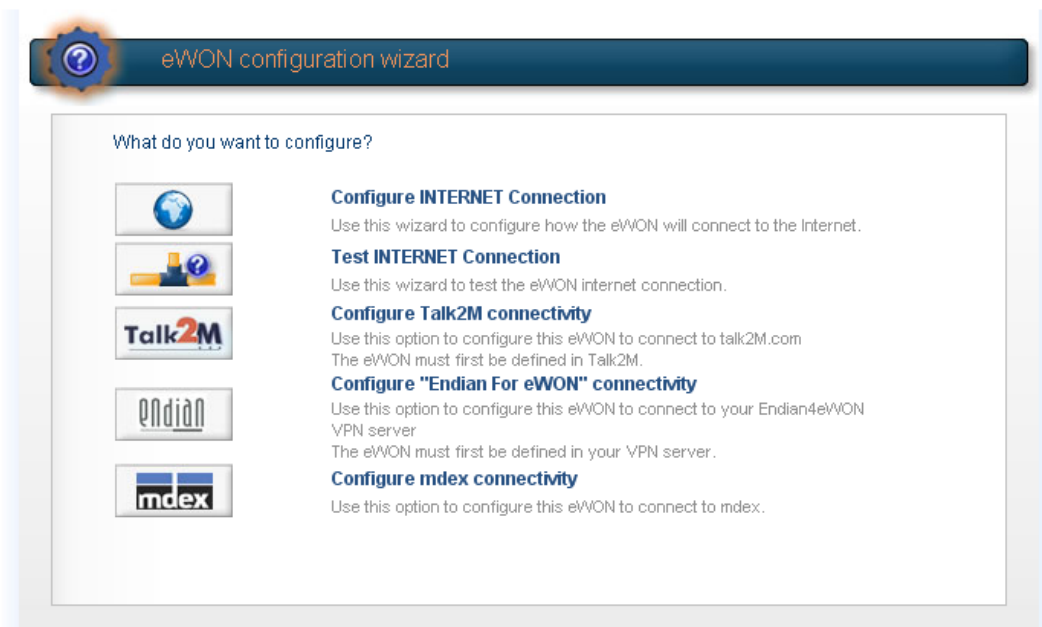 eWON configuration wizard
What do you want to configure?
Configure INTERNET Connection
Use this wizard to configure how the eWON will connect to the Internet.
Test INTERNET Connection
Use this wizard to test the eWON internet connection.
Talk2M
Configure Talk2M connectivity
Use this option to configure this eWON to connect to talk2M.com
The eWON must first be defined in Talk2M.
endian
Configure "Endian For eWON" connectivity
Use this option to configure this eWON to connect to your Endian4eWON
VPN server
The eWON must first be defined in your VPN server.
mdex
Configure mdex connectivity
Use this option to configure this eWON to connect to mdex.